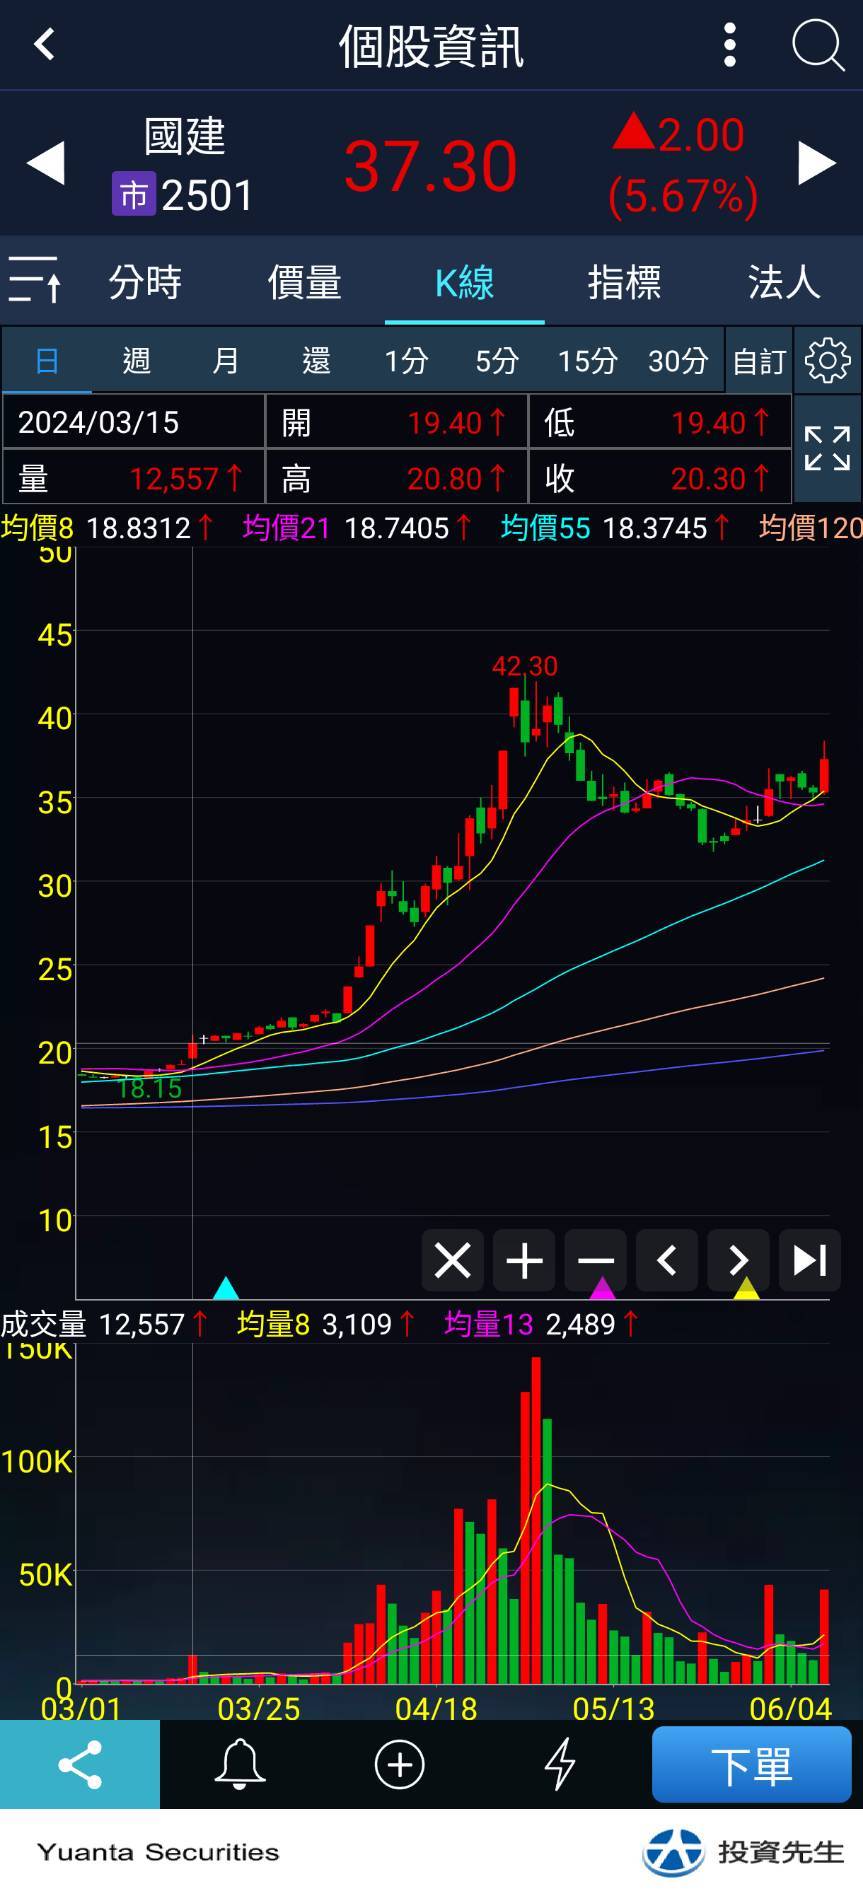 個股資訊
國建
市 2501
37.30
▲2.00
(5.67%)
分時 價量 K線 指標 法人
日 週 月 還 1分 5分 15分 30分 自訂
2024/03/15 開 19.40↑ 低 19.40↑
量 12,557↑ 高 20.80↑ 收 20.30↑
均價8 18.8312↑ 均價21 18.7405↑ 均價55 18.3745↑ 均價120
50
45
42.30
40
35
30
25
20
18.15
15
10
成交量 12,557↑ 均量8 3,109↑ 均量13 2,489↑
150K
100K
50K
0
03/01 03/25 04/18 05/13 06/04
下單
Yuanta Securities 投資先生